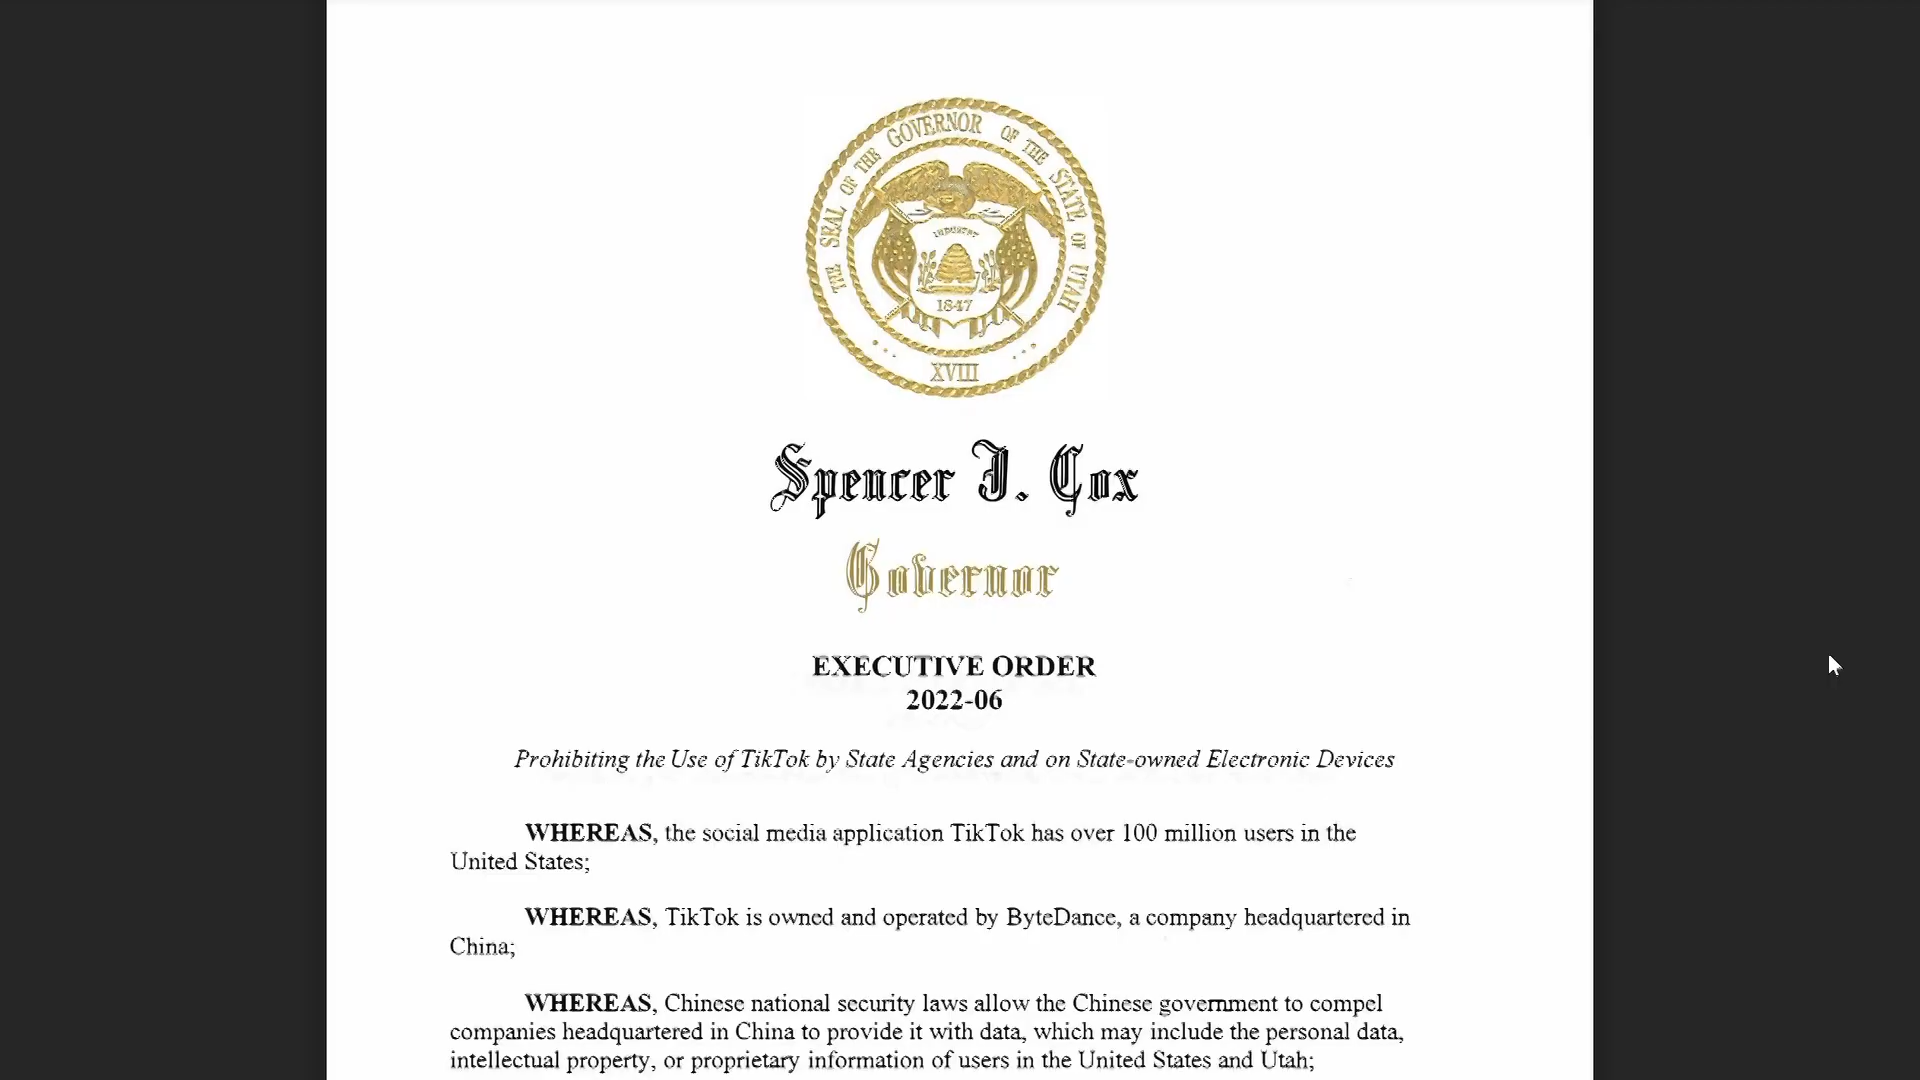 THE SEAL OF THE GOVERNOR OF THE STATE OF UTAH
INDUSTRY
1847
XVIII
Spencer J. Cox
Governor
EXECUTIVE ORDER
2022-06
Prohibiting the Use of TikTok by State Agencies and on State-owned Electronic Devices
WHEREAS, the social media application TikTok has over 100 million users in the
United States;
WHEREAS, TikTok is owned and operated by ByteDance, a company headquartered in
China;
WHEREAS, Chinese national security laws allow the Chinese government to compel
companies headquartered in China to provide it with data, which may include the personal data,
intellectual property, or proprietary information of users in the United States and Utah;